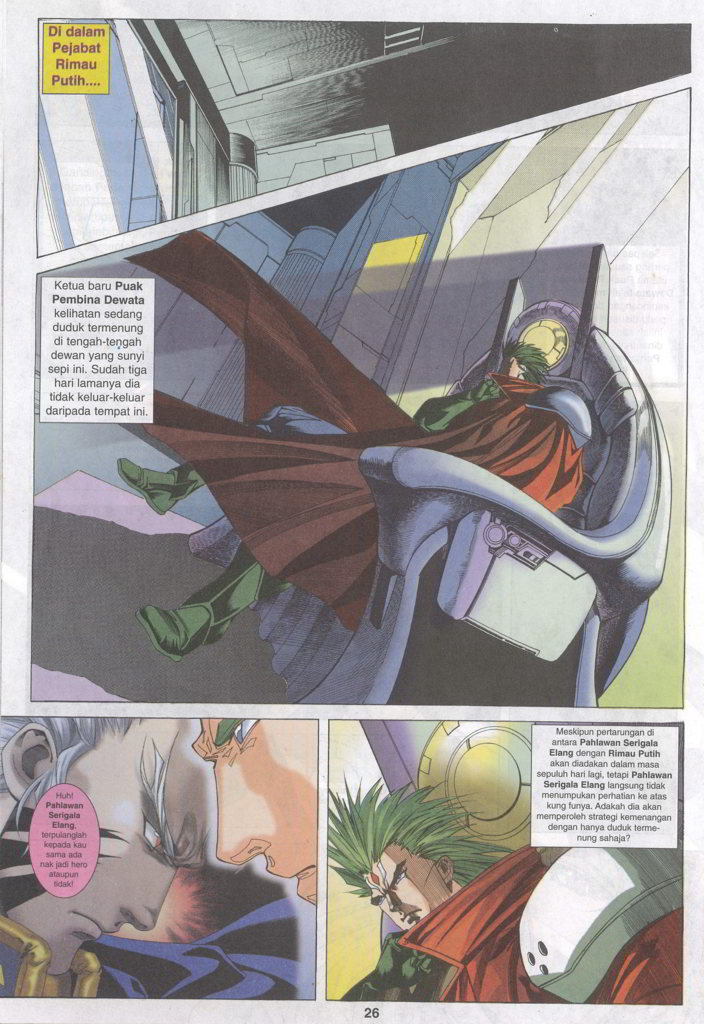 Di dalam
Pejabat
Rimau
Putih....
Ketua baru Puak
Pembina Dewata
kelihatan sedang
duduk termenung
di tengah-tengah
dewan yang sunyi
sepi ini. Sudah tiga
hari lamanya dia
tidak keluar-keluar
daripada tempat ini.
Huh!
Pahlawan
Serigala
Elang,
terpulanglah
kepada kau
sama ada
nak jadi hero
ataupun
tidak!
Meskipun pertarungan di
antara Pahlawan Serigala
Elang dengan Rimau Putih
akan diadakan dalam masa
sepuluh hari lagi, tetapi Pahlawan
Serigala Elang langsung tidak
menumpukan perhatian ke atas
kung funya. Adakah dia akan
memperoleh strategi kemenangan
dengan hanya duduk terme-
nung sahaja?
26